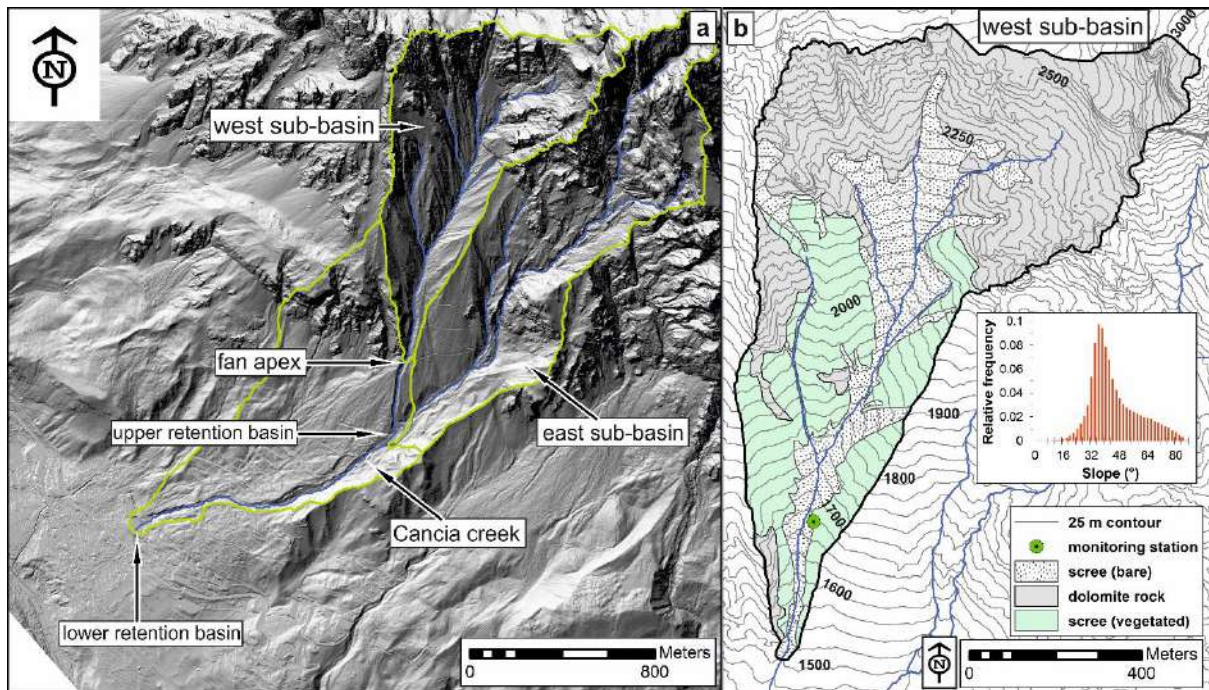 N
a
west sub-basin
fan apex
upper retention basin
east sub-basin
Cancia creek
lower retention basin
Meters
0
800
b
west sub-basin
3000
2500
2250
2000
1900
1800
1700
1600
1500
0.1
0.08
0.06
0.04
0.02
0
Relative frequency
0 16 32 48 64 80
Slope (°)
25 m contour
monitoring station
scree (bare)
dolomite rock
scree (vegetated)
N
Meters
0
400